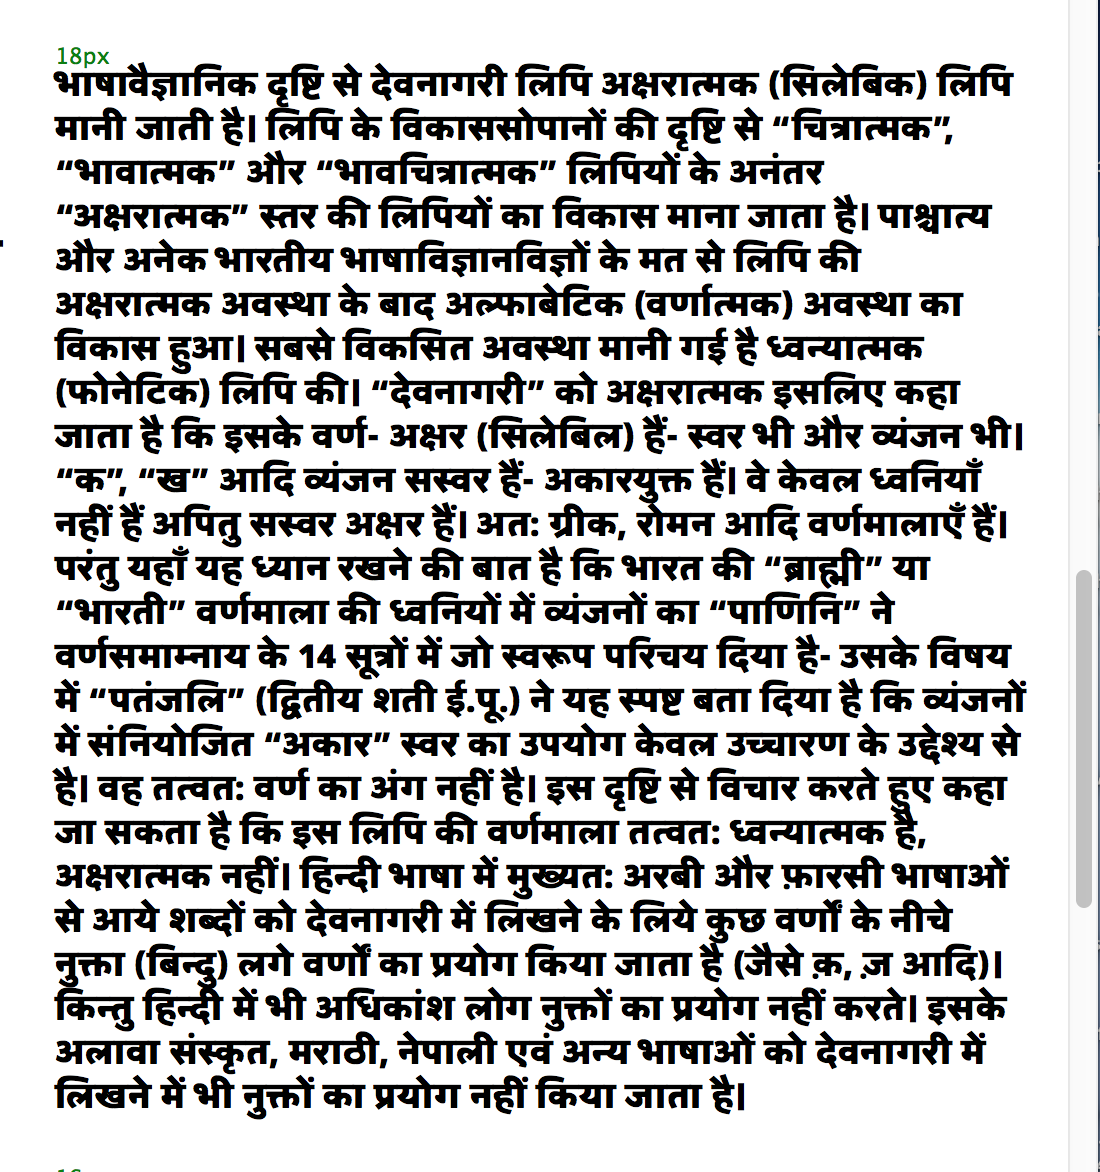 18px
भाषावैज्ञानिक दृष्टि से देवनागरी लिपि अक्षरात्मक (सिलेबिक) लिपि
मानी जाती है। लिपि के विकाससोपानों की दृष्टि से “चित्रात्मक”,
“भावात्मक” और “भावचित्रात्मक” लिपियों के अनंतर
“अक्षरात्मक” स्तर की लिपियों का विकास माना जाता है। पाश्चात्य
और अनेक भारतीय भाषाविज्ञानविज्ञों के मत से लिपि की
अक्षरात्मक अवस्था के बाद अल्फाबेटिक (वर्णात्मक) अवस्था का
विकास हुआ। सबसे विकसित अवस्था मानी गई है ध्वन्यात्मक
(फोनेटिक) लिपि की। “देवनागरी” को अक्षरात्मक इसलिए कहा
जाता है कि इसके वर्ण- अक्षर (सिलेबिल) हैं- स्वर भी और व्यंजन भी।
“क”, “ख” आदि व्यंजन सस्वर हैं- अकारयुक्त हैं। वे केवल ध्वनियाँ
नहीं हैं अपितु सस्वर अक्षर हैं। अत: ग्रीक, रोमन आदि वर्णमालाएँ हैं।
परंतु यहाँ यह ध्यान रखने की बात है कि भारत की “ब्राह्मी” या
“भारती” वर्णमाला की ध्वनियों में व्यंजनों का “पाणिनि” ने
वर्णसमाम्नाय के 14 सूत्रों में जो स्वरूप परिचय दिया है- उसके विषय
में “पतंजलि” (द्वितीय शती ई.पू.) ने यह स्पष्ट बता दिया है कि व्यंजनों
में संनियोजित “अकार” स्वर का उपयोग केवल उच्चारण के उद्देश्य से
है। वह तत्वत: वर्ण का अंग नहीं है। इस दृष्टि से विचार करते हुए कहा
जा सकता है कि इस लिपि की वर्णमाला तत्वत: ध्वन्यात्मक है,
अक्षरात्मक नहीं। हिन्दी भाषा में मुख्यत: अरबी और फ़ारसी भाषाओं
से आये शब्दों को देवनागरी में लिखने के लिये कुछ वर्णों के नीचे
नुक्ता (बिन्दु) लगे वर्णों का प्रयोग किया जाता है (जैसे क़, ज़ आदि)।
किन्तु हिन्दी में भी अधिकांश लोग नुक्तों का प्रयोग नहीं करते। इसके
अलावा संस्कृत, मराठी, नेपाली एवं अन्य भाषाओं को देवनागरी में
लिखने में भी नुक्तों का प्रयोग नहीं किया जाता है।